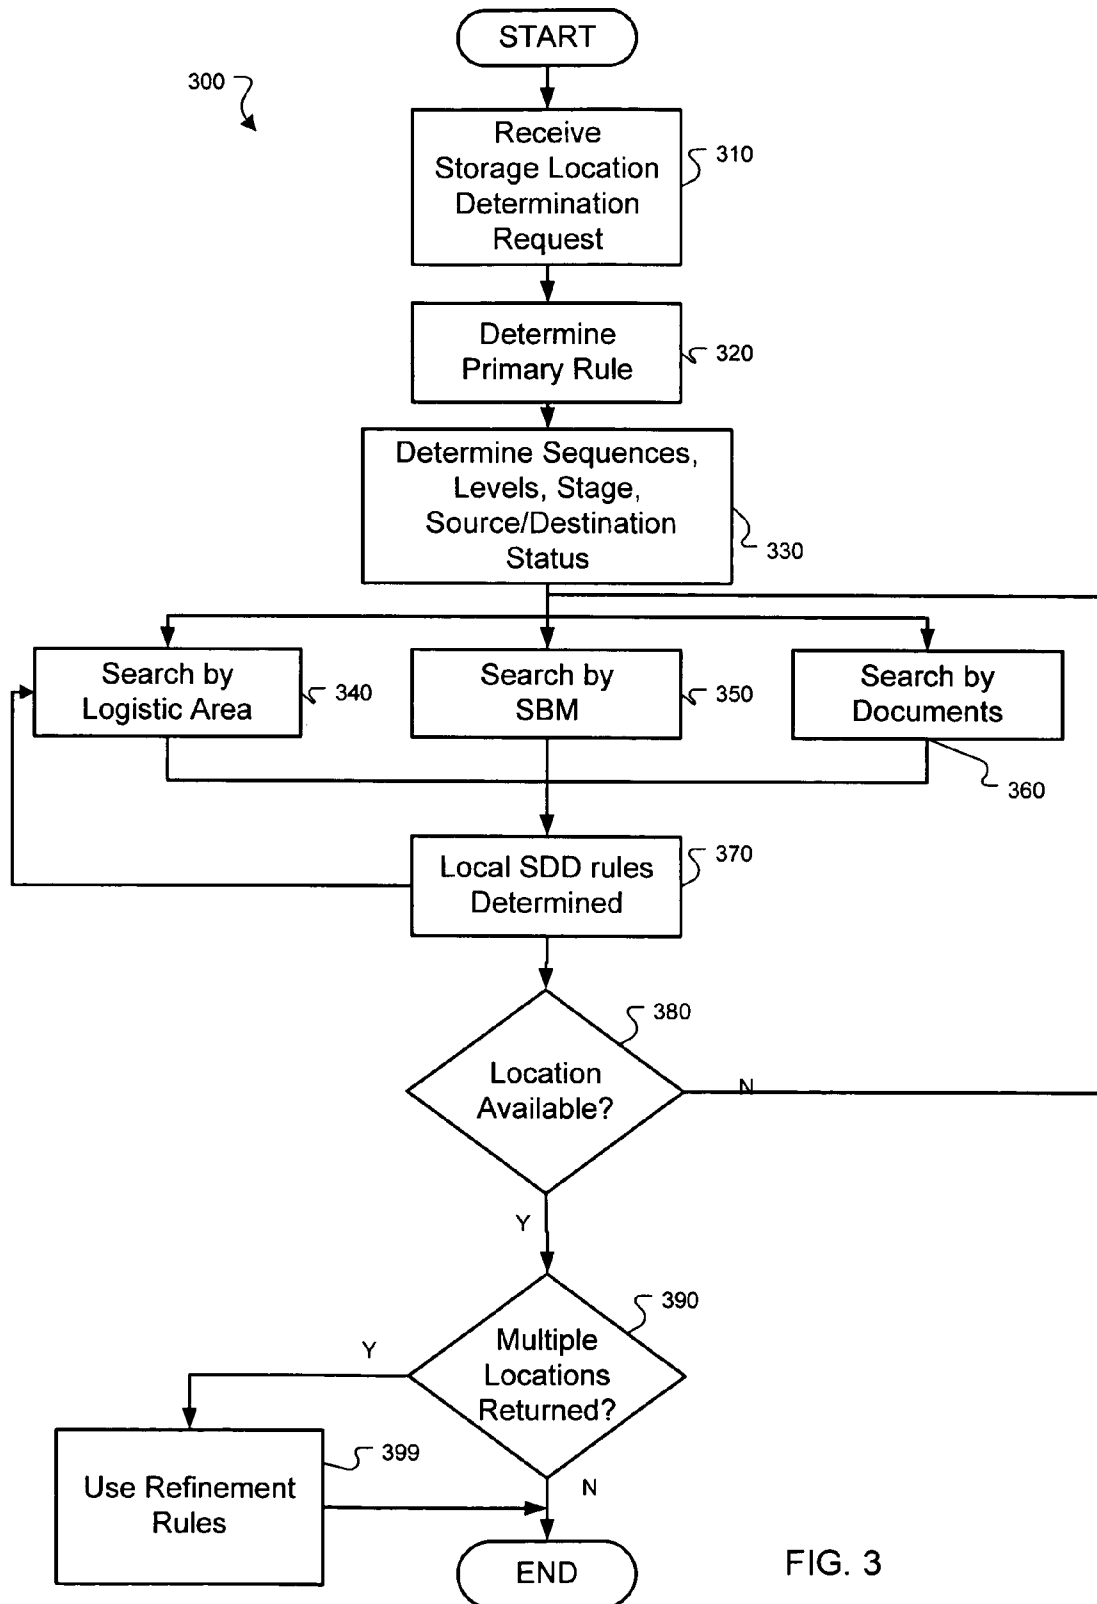 START
300
Receive
Storage Location
Determination
Request
310
Determine
Primary Rule
320
Determine Sequences,
Levels, Stage,
Source/Destination
Status
330
Search by
Logistic Area
340
Search by
SBM
350
Search by
Documents
360
Local SDD rules
Determined
370
Location
Available?
380
N
Y
Multiple
Locations
Returned?
390
Y
N
Use Refinement
Rules
399
END
FIG. 3